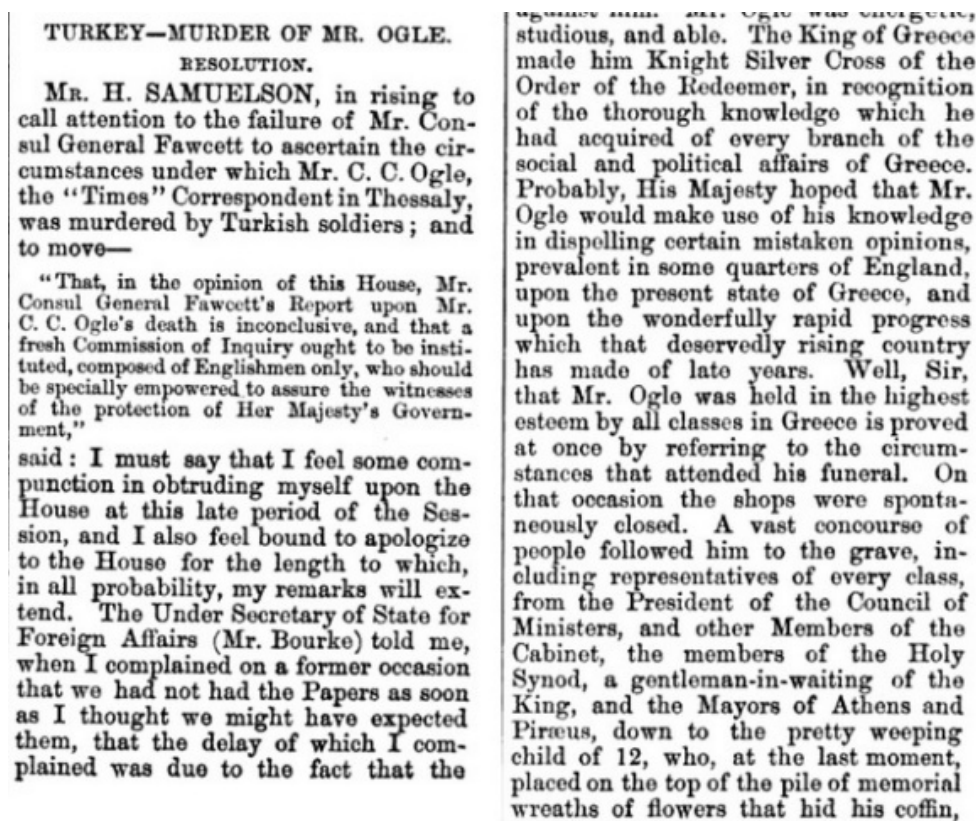 TURKEY—MURDER OF MR. OGLE.
RESOLUTION.
MR. H. SAMUELSON, in rising to
call attention to the failure of Mr. Con-
sul General Fawcett to ascertain the cir-
cumstances under which Mr. C. C. Ogle,
the "Times" Correspondent in Thessaly,
was murdered by Turkish soldiers; and
to move—
"That, in the opinion of this House, Mr.
Consul General Fawcett's Report upon Mr.
C. C. Ogle's death is inconclusive, and that a
fresh Commission of Inquiry ought to be insti-
tuted, composed of Englishmen only, who should
be specially empowered to assure the witnesses
of the protection of Her Majesty's Govern-
ment,"
said: I must say that I feel some com-
punction in obtruding myself upon the
House at this late period of the Ses-
sion, and I also feel bound to apologize
to the House for the length to which,
in all probability, my remarks will ex-
tend. The Under Secretary of State for
Foreign Affairs (Mr. Bourke) told me,
when I complained on a former occasion
that we had not had the Papers as soon
as I thought we might have expected
them, that the delay of which I com-
plained was due to the fact that the
against him. Mr. Ogle was energetic,
studious, and able. The King of Greece
made him Knight Silver Cross of the
Order of the Redeemer, in recognition
of the thorough knowledge which he
had acquired of every branch of the
social and political affairs of Greece.
Probably, His Majesty hoped that Mr.
Ogle would make use of his knowledge
in dispelling certain mistaken opinions,
prevalent in some quarters of England,
upon the present state of Greece, and
upon the wonderfully rapid progress
which that deservedly rising country
has made of late years. Well, Sir,
that Mr. Ogle was held in the highest
esteem by all classes in Greece is proved
at once by referring to the circum-
stances that attended his funeral. On
that occasion the shops were sponta-
neously closed. A vast concourse of
people followed him to the grave, in-
cluding representatives of every class,
from the President of the Council of
Ministers, and other Members of the
Cabinet, the members of the Holy
Synod, a gentleman-in-waiting of the
King, and the Mayors of Athens and
Piræus, down to the pretty weeping
child of 12, who, at the last moment,
placed on the top of the pile of memorial
wreaths of flowers that hid his coffin,